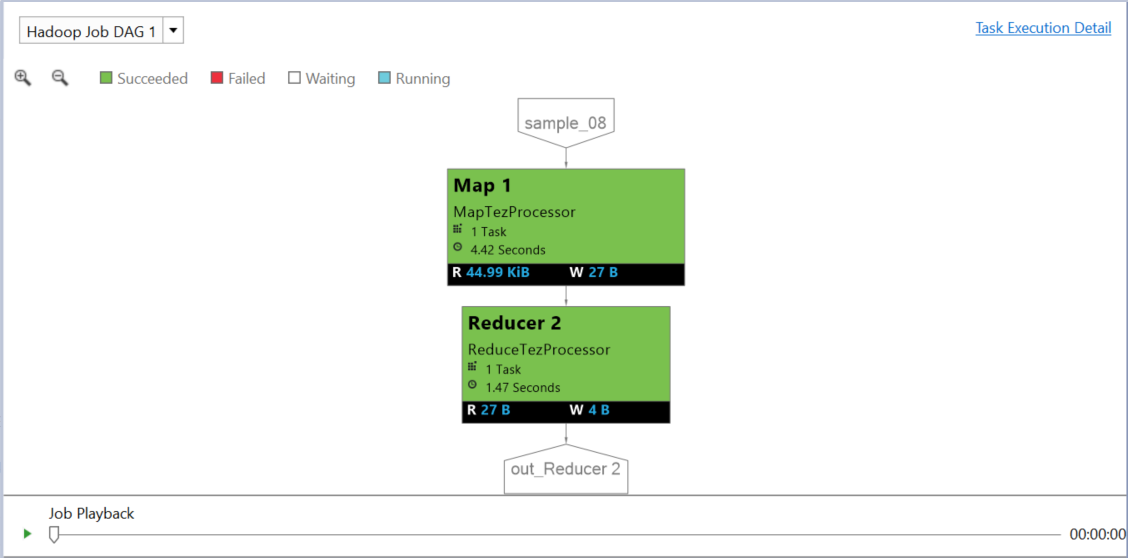 Hadoop Job DAG 1
Task Execution Detail
Succeeded Failed Waiting Running
sample_08
Map 1
MapTezProcessor
1 Task
4.42 Seconds
R 44.99 KiB W 27 B
Reducer 2
ReduceTezProcessor
1 Task
1.47 Seconds
R 27 B W 4 B
out_Reducer 2
Job Playback
00:00:00